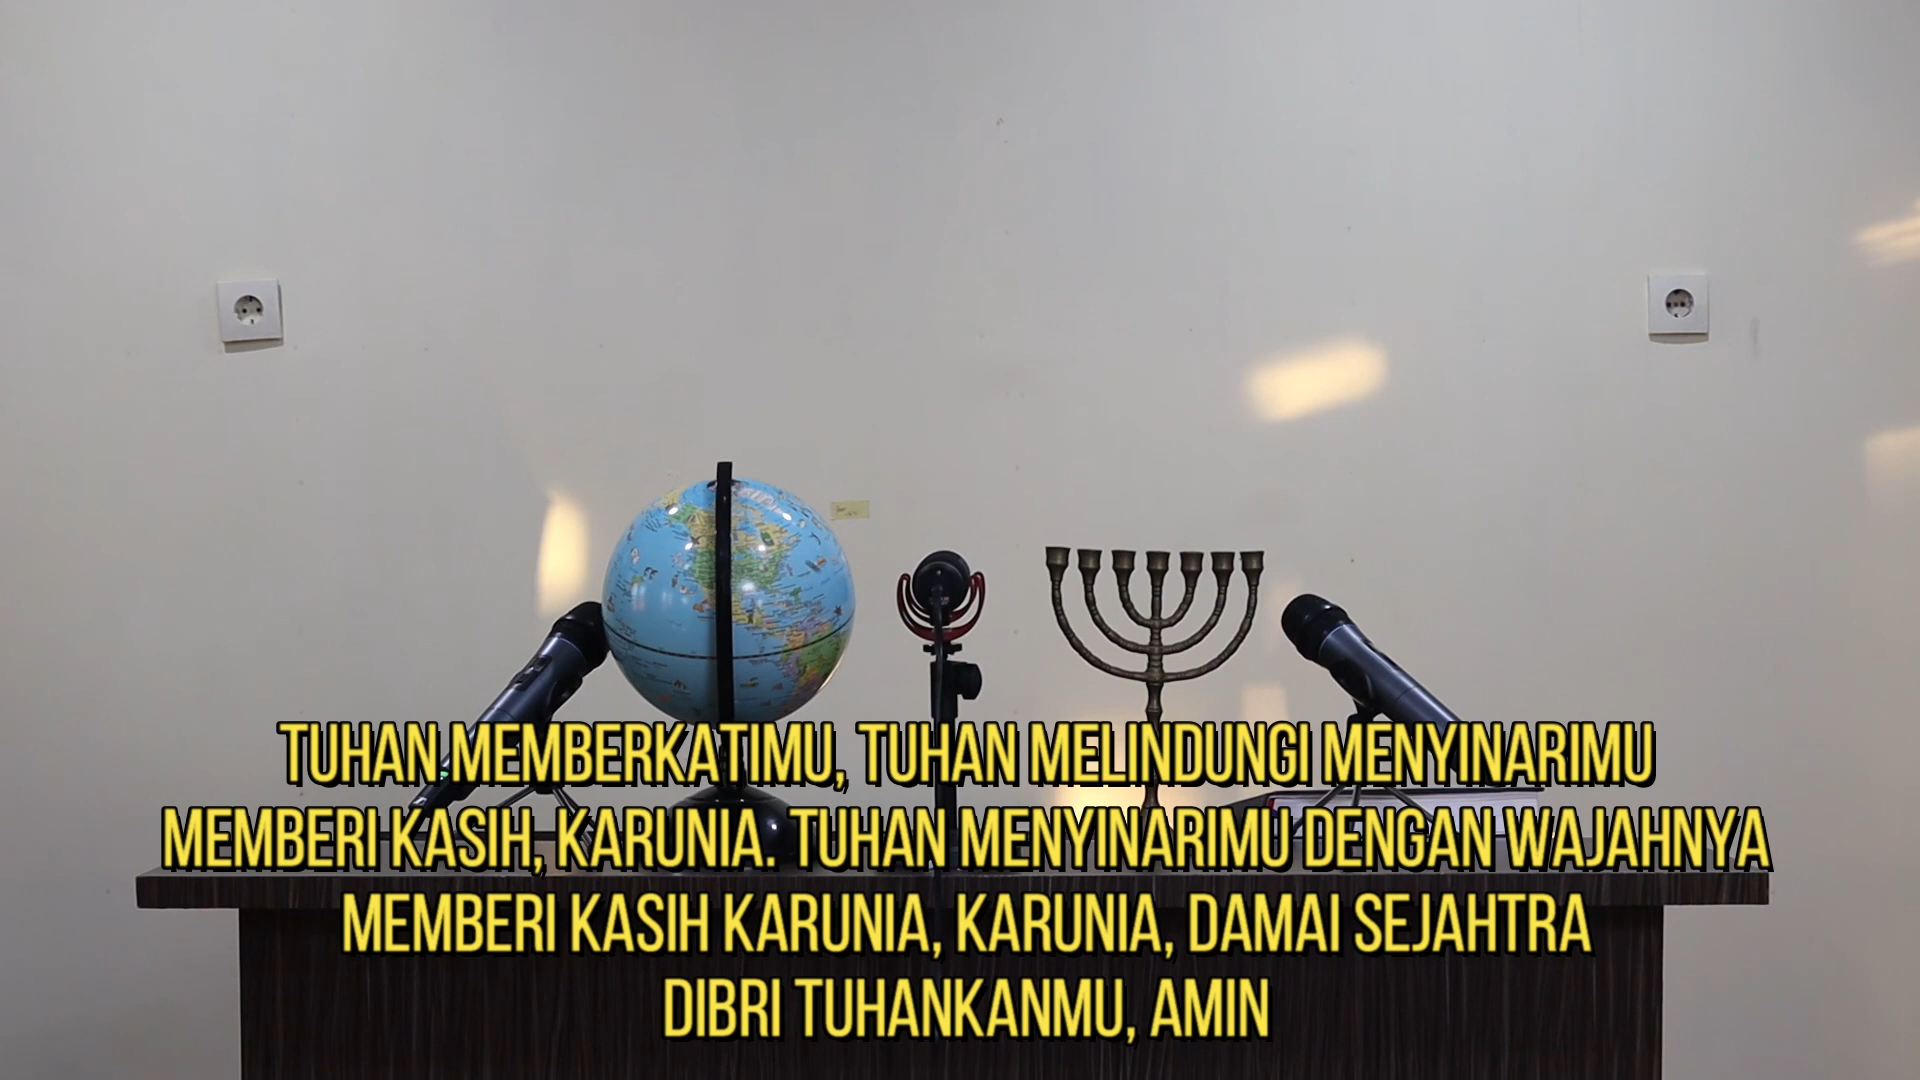 TUHAN MEMBERKATIMU, TUHAN MELINDUNGI MENYINARIMU
MEMBERI KASIH, KARUNIA. TUHAN MENYINARIMU DENGAN WAJAHNYA
MEMBERI KASIH KARUNIA, KARUNIA, DAMAI SEJAHTRA
DIBRI TUHANKANMU, AMIN